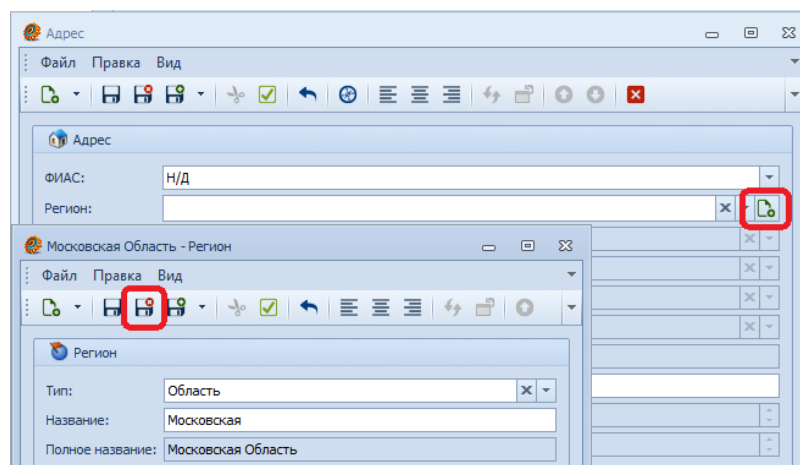 Адрес
Файл Правка Вид
Адрес
ФИАС: Н/Д
Регион:
Московская Область - Регион
Файл Правка Вид
Регион
Тип: Область
Название: Московская
Полное название: Московская Область